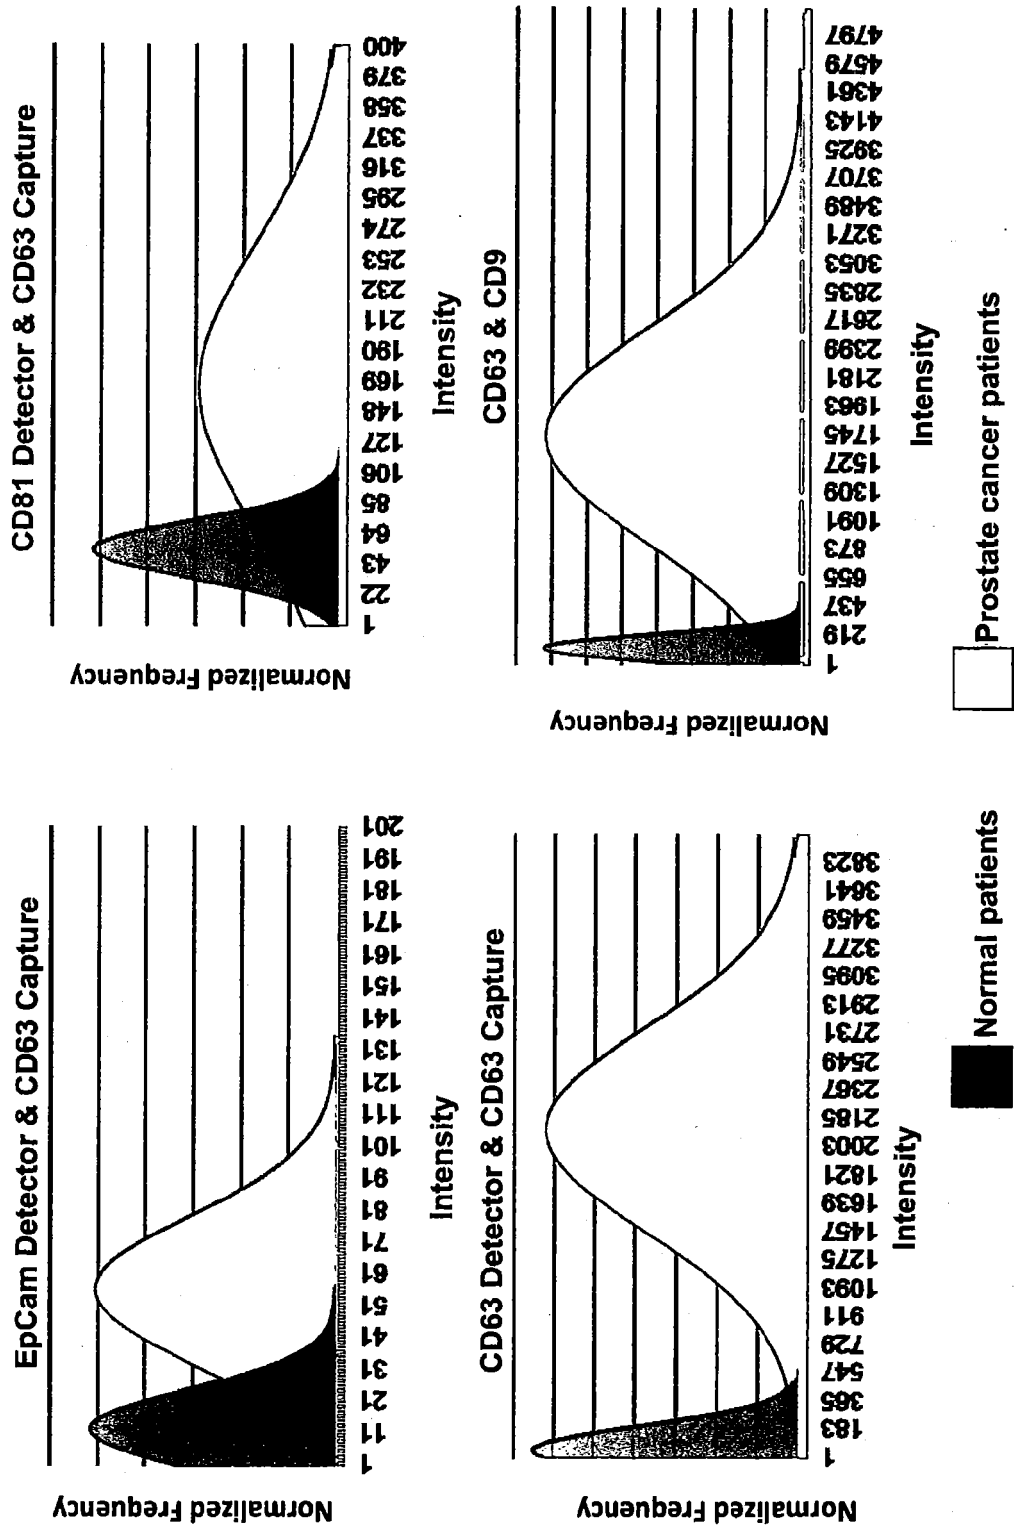 EpCam Detector & CD63 Capture
Normalized Frequency
1 11 21 31 41 51 61 71 81 91 101 111 121 131 141 151 161 171 181 191 201
Intensity
CD81 Detector & CD63 Capture
Normalized Frequency
1 22 43 64 85 106 127 148 169 190 211 232 253 274 295 316 337 358 379 400
Intensity
CD63 Detector & CD63 Capture
Normalized Frequency
1 183 365 547 729 911 1093 1275 1457 1639 1821 2003 2185 2367 2549 2731 2913 3095 3277 3459 3641 3823
Intensity
CD63 & CD9
Normalized Frequency
1 219 437 655 873 1091 1309 1527 1745 1963 2181 2399 2617 2835 3053 3271 3489 3707 3925 4143 4361 4579 4797
Intensity
Normal patients
Prostate cancer patients